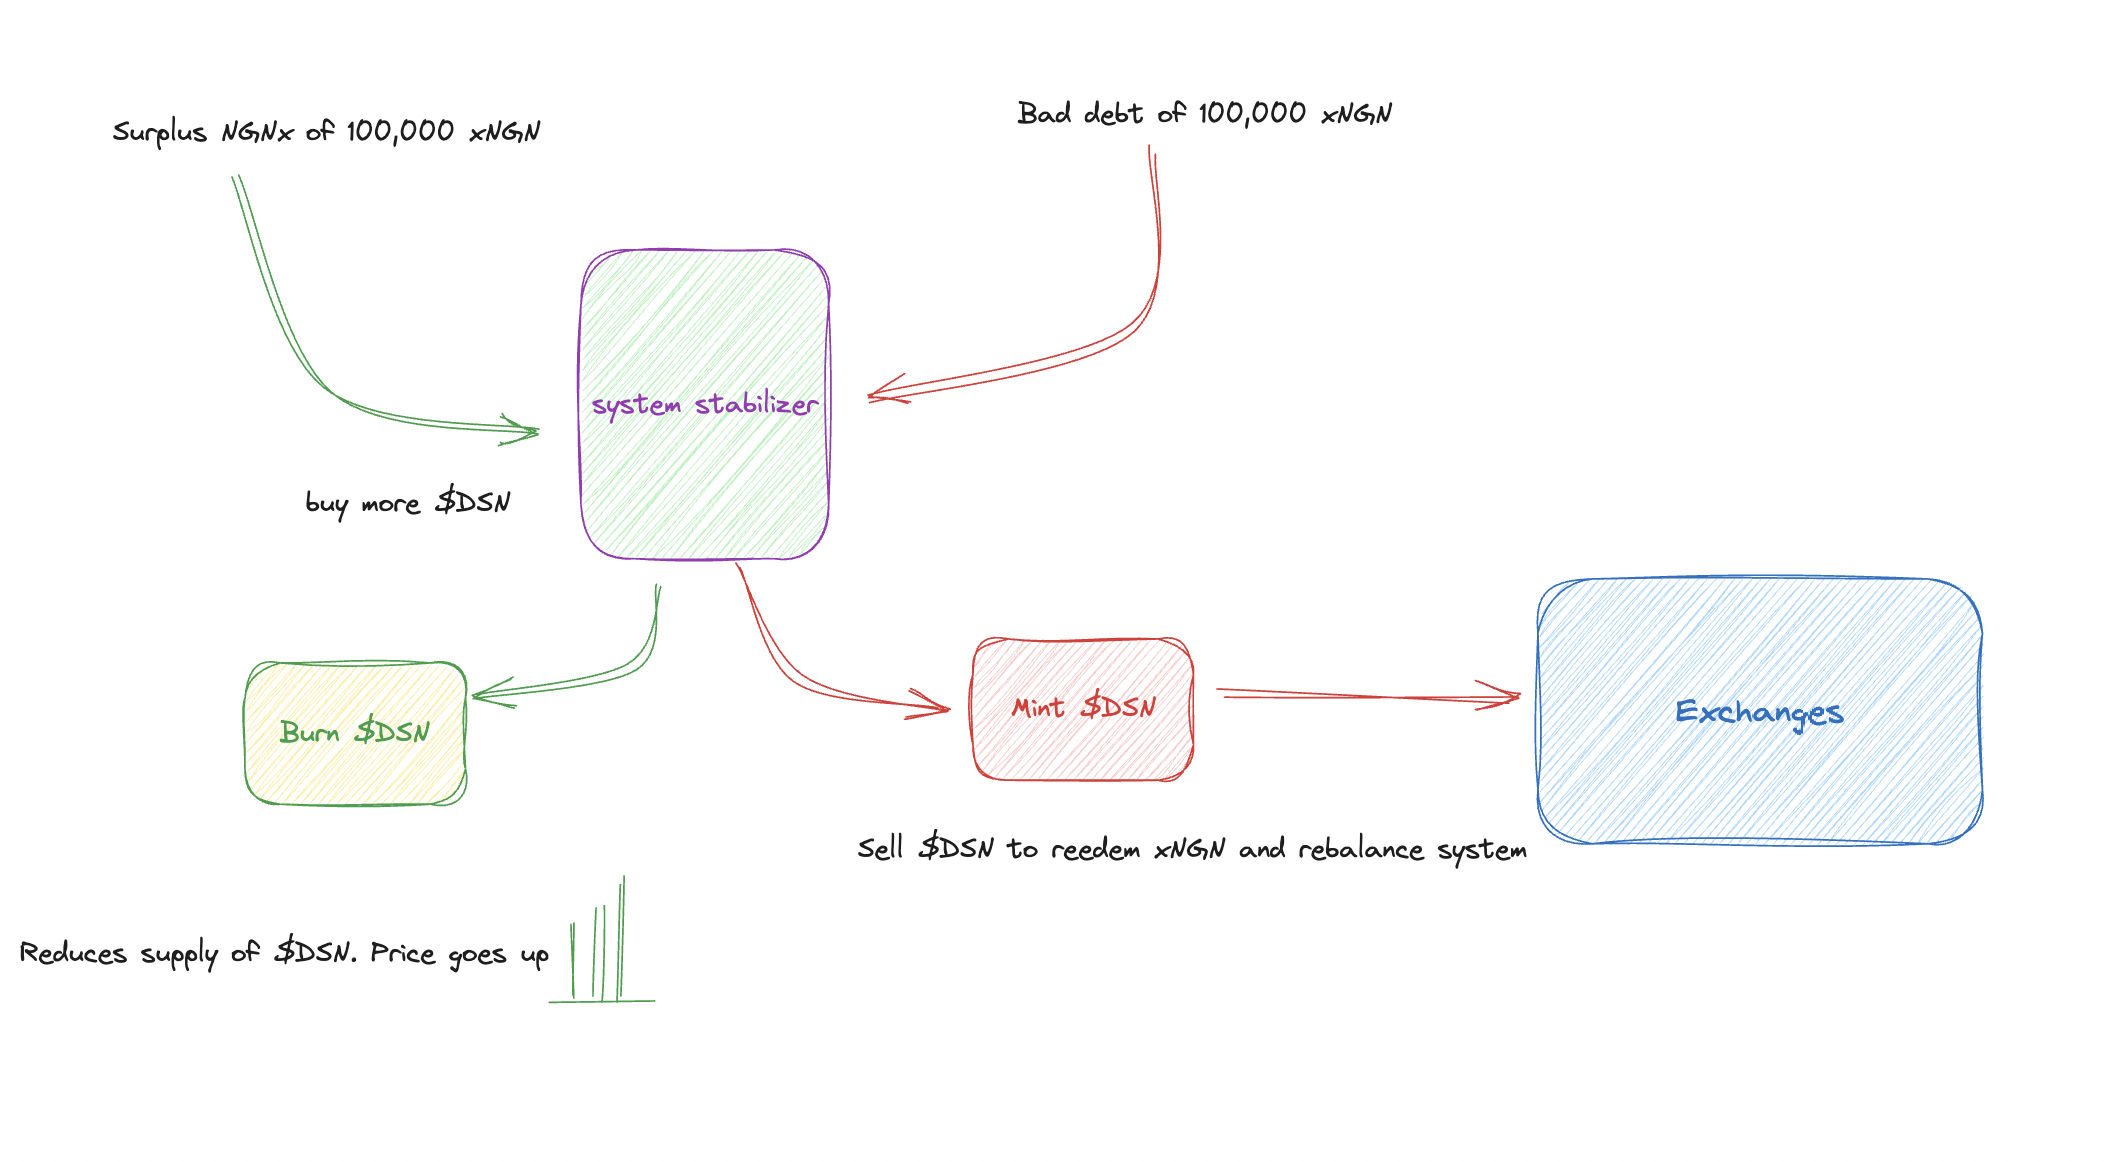 Surplus NGNx of 100,000 xNGN
Bad debt of 100,000 xNGN
system stabilizer
buy more $DSN
Burn $DSN
Mint $DSN
Exchanges
Sell $DSN to reedem xNGN and rebalance system
Reduces supply of $DSN. Price goes up